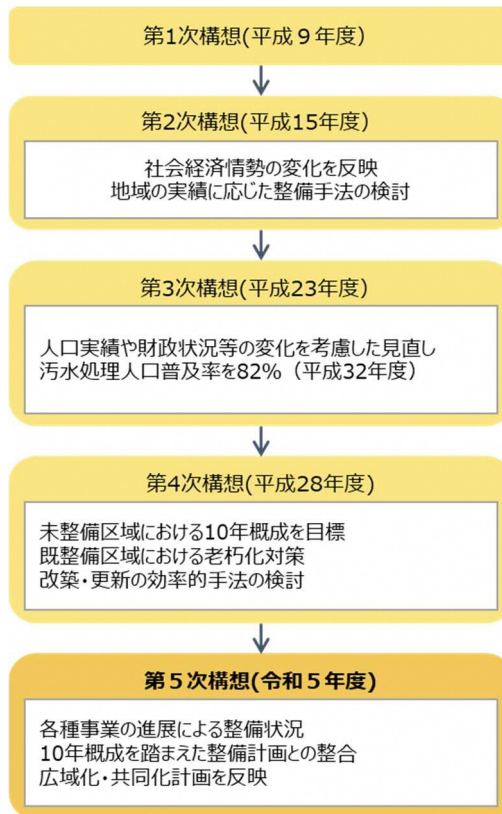 第1次構想(平成９年度)
第2次構想(平成15年度)
社会経済情勢の変化を反映
地域の実績に応じた整備手法の検討
第3次構想(平成23年度)
人口実績や財政状況等の変化を考慮した見直し
汚水処理人口普及率を82%（平成32年度）
第4次構想(平成28年度)
未整備区域における10年概成を目標
既整備区域における老朽化対策
改築・更新の効率的手法の検討
第５次構想(令和５年度)
各種事業の進展による整備状況
10年概成を踏まえた整備計画との整合
広域化・共同化計画を反映